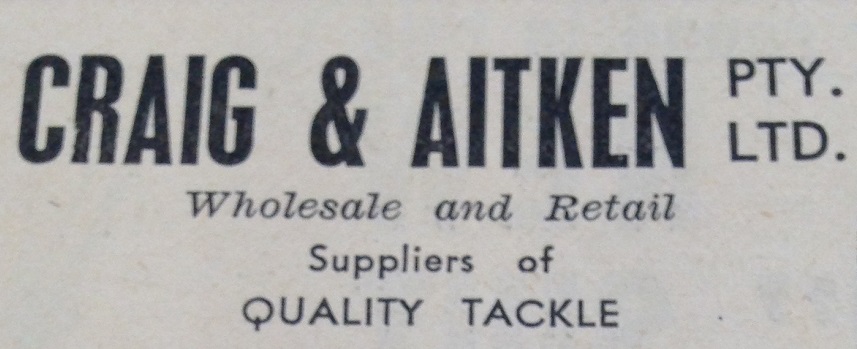 CRAIG & AITKEN PTY. LTD.
Wholesale and Retail
Suppliers of
QUALITY TACKLE